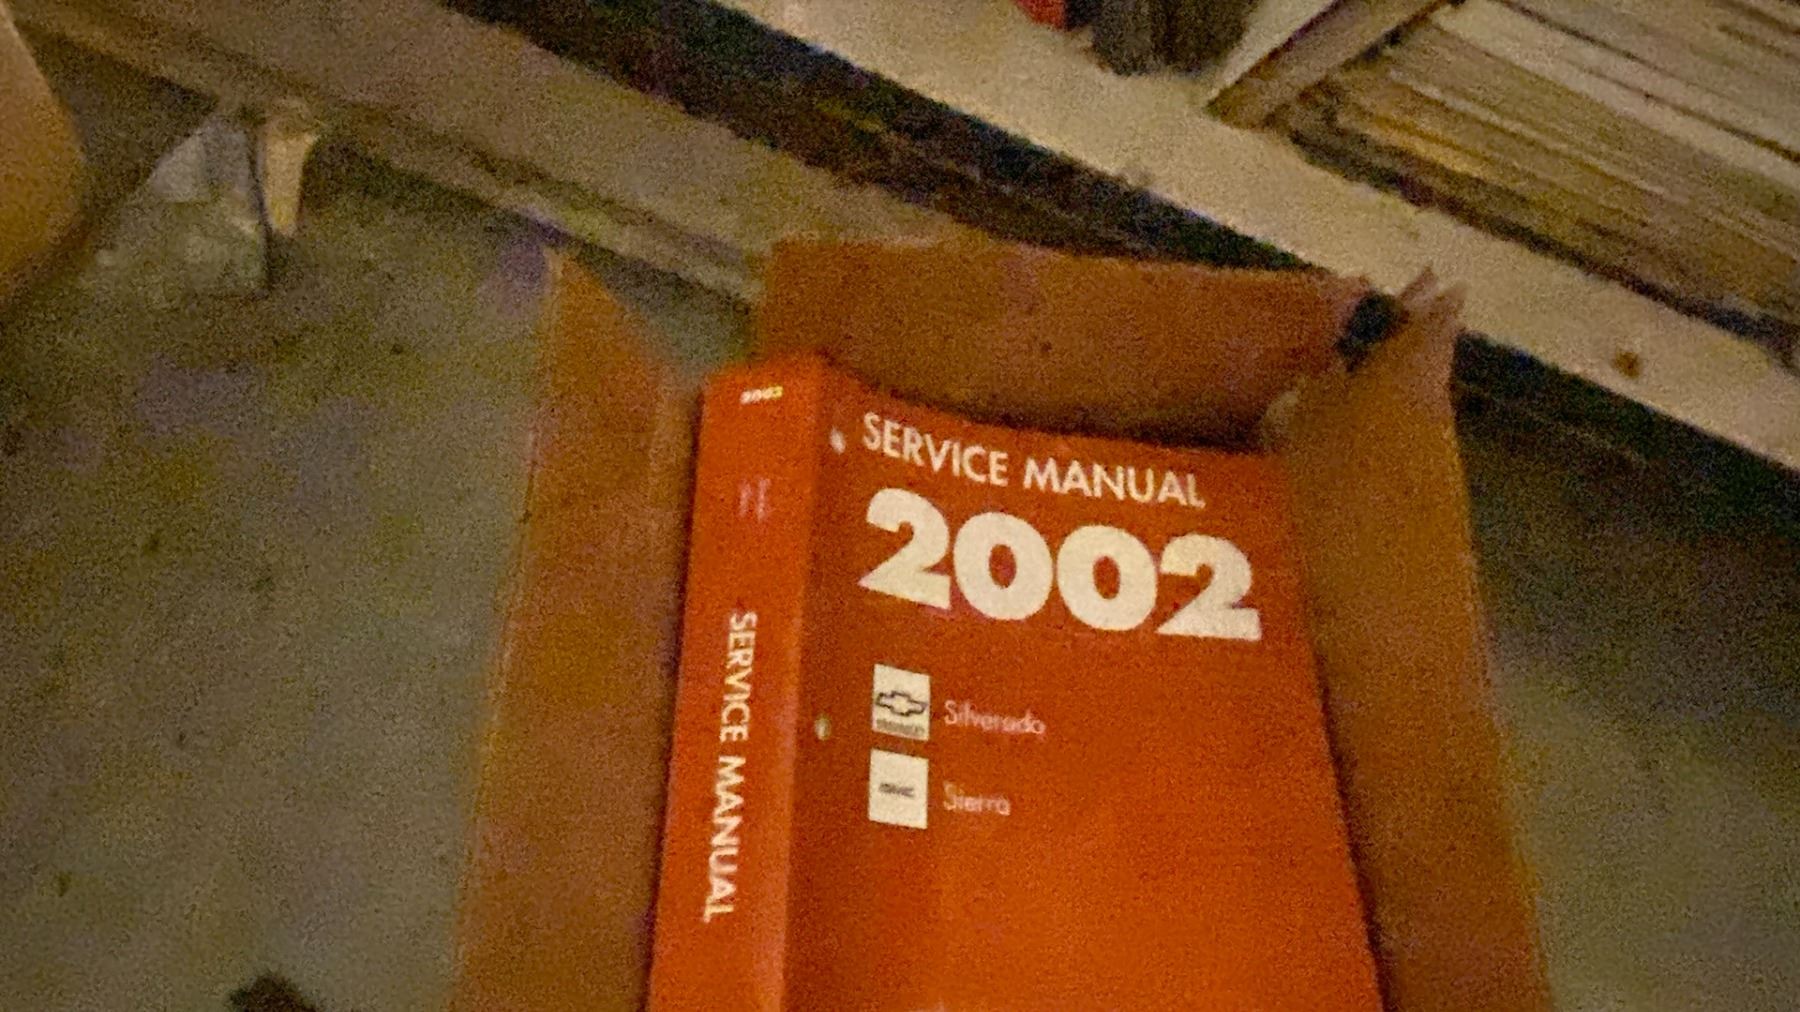 2002
SERVICE MANUAL
SERVICE MANUAL
2002
Silverado
Sierra